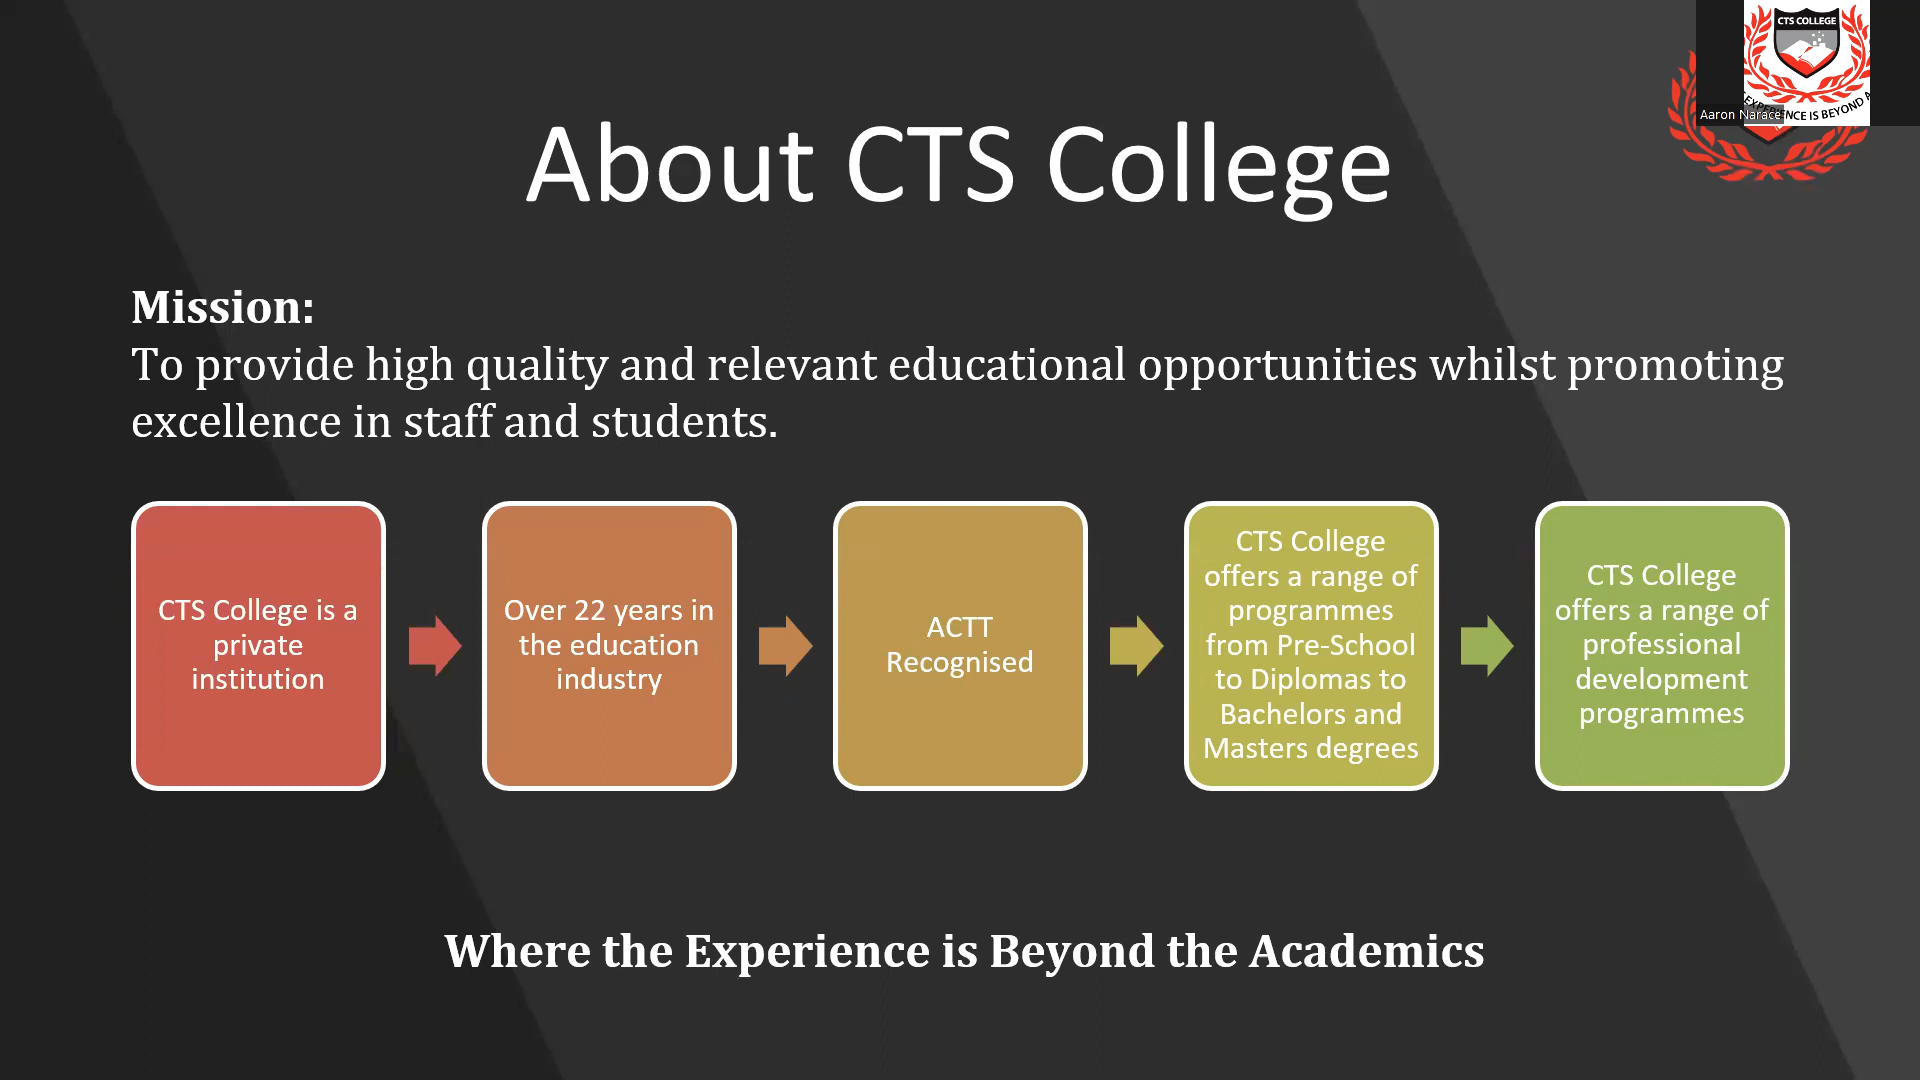 CTS COLLEGE
EXPERIENCE IS BEYOND A
Aaron Narace
About CTS College
Mission:
To provide high quality and relevant educational opportunities whilst promoting
excellence in staff and students.
CTS College is a
private
institution
Over 22 years in
the education
industry
ACTT
Recognised
CTS College
offers a range of
programmes
from Pre-School
to Diplomas to
Bachelors and
Masters degrees
CTS College
offers a range of
professional
development
programmes
Where the Experience is Beyond the Academics